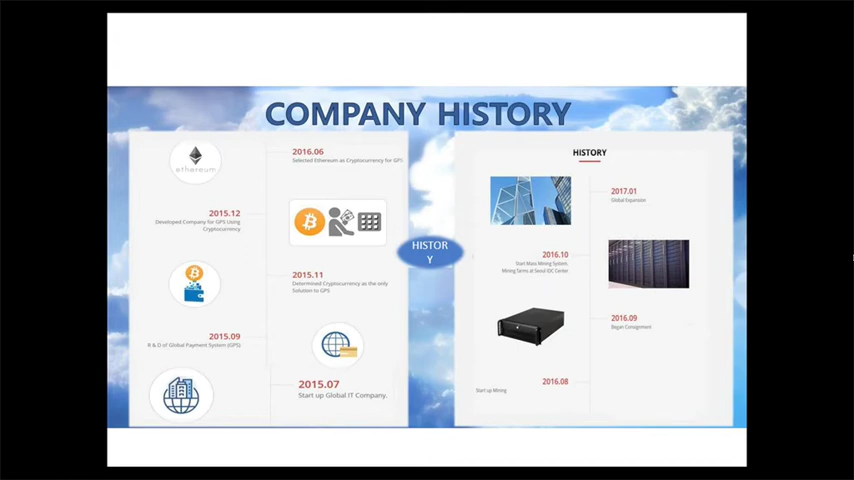 COMPANY HISTORY
ethereum
2016.06
Selected Ethereum as Cryptocurrency for GPS
2015.12
Developed Company for GPS Using
Cryptocurrency
2015.11
Determined Cryptocurrency as the only
Solution to GPS
2015.09
R & D of Global Payment System (GPS)
2015.07
Start up Global IT Company.
HISTOR
Y
HISTORY
2017.01
Global Expansion
2016.10
Start Mass Mining System.
Mining farms at Seoul IDC Center
2016.09
Began Consignment
2016.08
Start up Mining